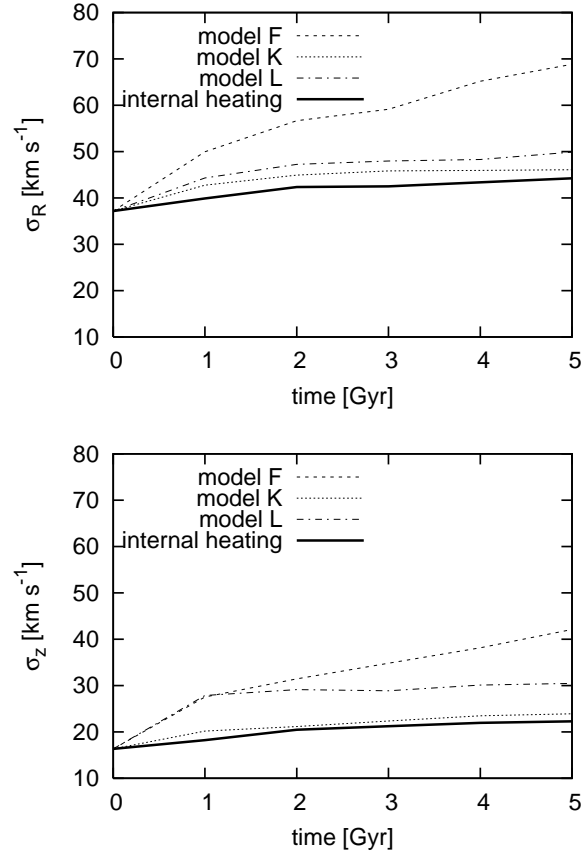 80
70
60
50
40
30
20
10
σR [km s-1]
model F
model K
model L
internal heating
0 1 2 3 4 5
time [Gyr]
80
70
60
50
40
30
20
10
σz [km s-1]
model F
model K
model L
internal heating
0 1 2 3 4 5
time [Gyr]